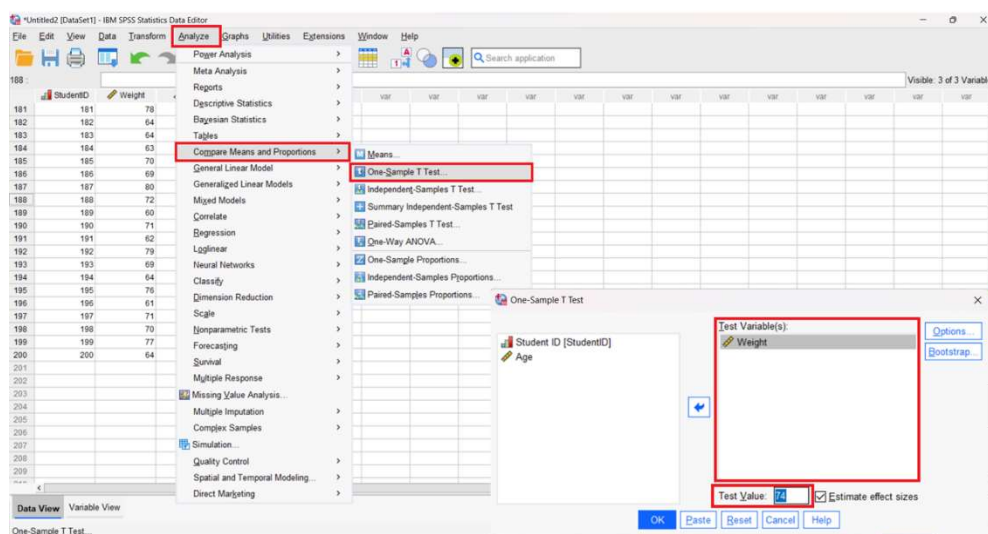 *Untitled2 [DataSet1] - IBM SPSS Statistics Data Editor
File Edit View Data Transform Analyze Graphs Utilities Extensions Window Help
Search application
188 :
Visible: 3 of 3 Variabl
StudentID Weight var var var var var var var var var var var var var
181 181 78
182 182 64
183 183 64
184 184 63
185 185 70
186 186 69
187 187 80
188 188 72
189 189 60
190 190 71
191 191 62
192 192 79
193 193 69
194 194 64
195 195 76
196 196 61
197 197 71
198 198 70
199 199 77
200 200 64
201
202
203
204
205
206
207
208
209
Power Analysis
Meta Analysis
Reports
Descriptive Statistics
Bayesian Statistics
Tables
Compare Means and Proportions
General Linear Model
Generalized Linear Models
Mixed Models
Correlate
Regression
Loglinear
Neural Networks
Classify
Dimension Reduction
Scale
Nonparametric Tests
Forecasting
Survival
Multiple Response
Missing Value Analysis...
Multiple Imputation
Complex Samples
Simulation...
Quality Control
Spatial and Temporal Modeling...
Direct Marketing
Means...
One-Sample T Test...
Independent-Samples T Test...
Summary Independent-Samples T Test
Paired-Samples T Test...
One-Way ANOVA...
One-Sample Proportions...
Independent-Samples Proportions...
Paired-Samples Proportions...
One-Sample T Test
Student ID [StudentID]
Age
Test Variable(s):
Weight
Options...
Bootstrap...
Test Value: 74 Estimate effect sizes
OK Paste Reset Cancel Help
Data View Variable View
One-Sample T Test...